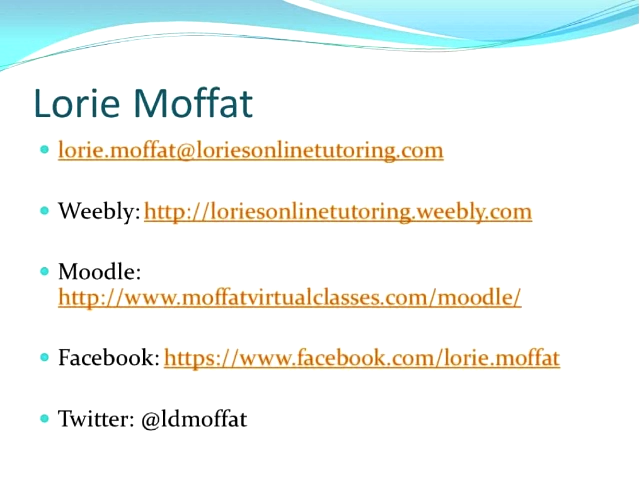 Lorie Moffat
lorie.moffat@loriesonlinetutoring.com
Weebly: http://loriesonlinetutoring.weebly.com
Moodle:
http://www.moffatvirtualclasses.com/moodle/
Facebook: https://www.facebook.com/lorie.moffat
Twitter: @ldmoffat